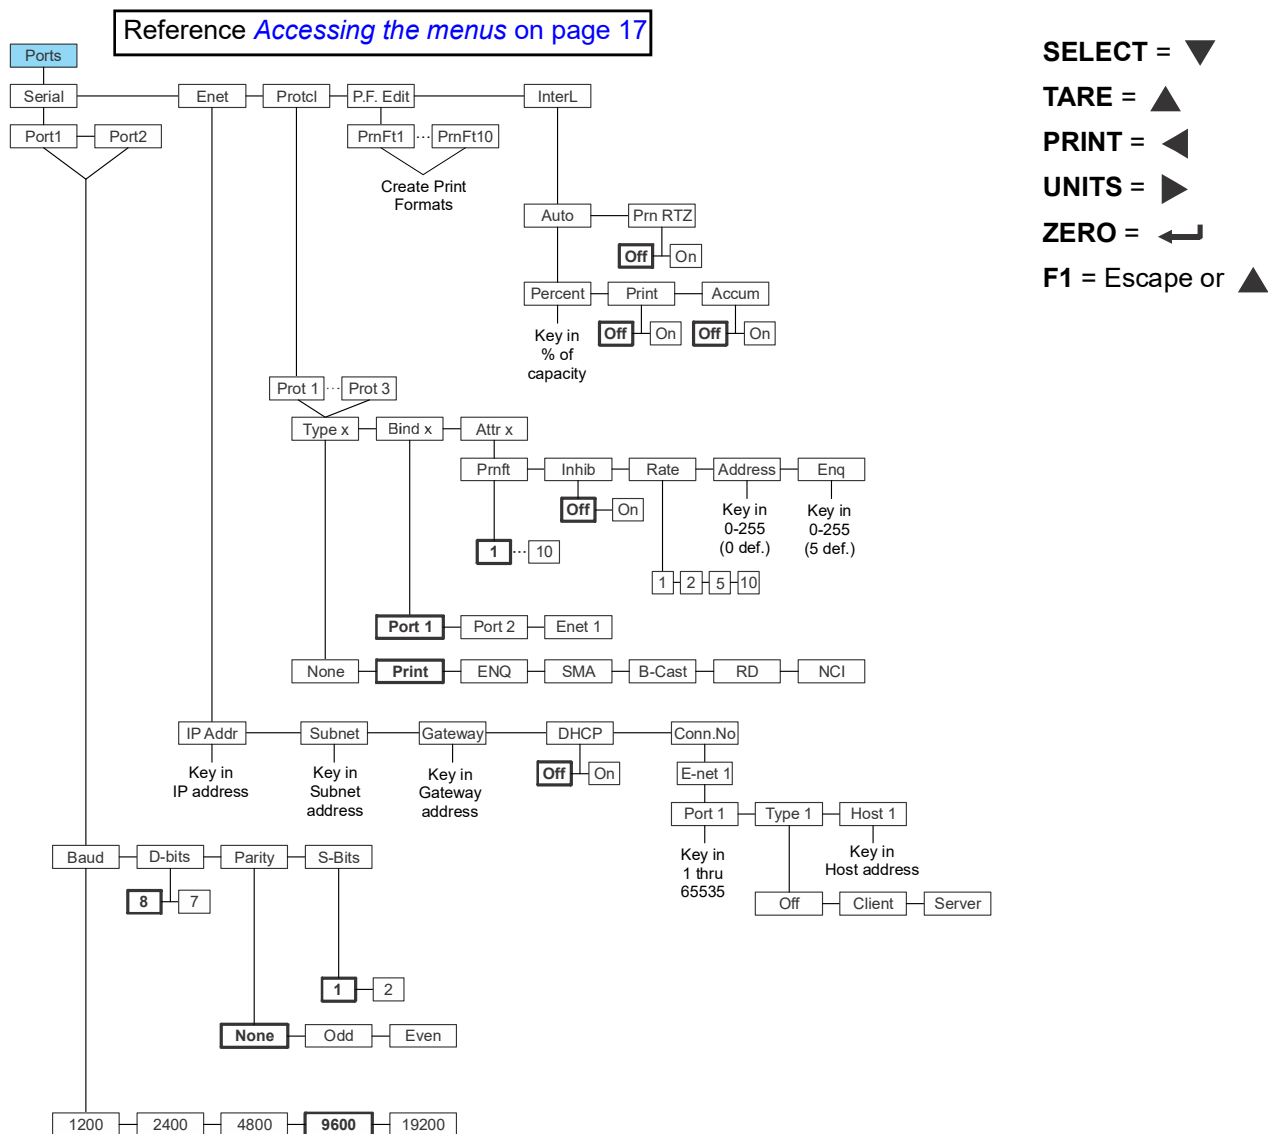 Reference Accessing the menus on page 17
Ports
Serial Enet Protcl P.F. Edit InterL
Port1 Port2 PrnFt1 ... PrnFt10
Create Print
Formats
Auto Prn RTZ
Off On
Percent Print Accum
Key in
% of
capacity
Off On Off On
Prot 1 ... Prot 3
Type x Bind x Attr x
Prnft Inhib Rate Address Enq
Off On
Key in
0-255
(0 def.)
Key in
0-255
(5 def.)
1 ... 10
1 2 5 10
Port 1 Port 2 Enet 1
None Print ENQ SMA B-Cast RD NCI
IP Addr Subnet Gateway DHCP Conn.No
Key in
IP address
Key in
Subnet
address
Key in
Gateway
address
Off On
E-net 1
Port 1 Type 1 Host 1
Key in
1 thru
65535
Key in
Host address
Off Client Server
Baud D-bits Parity S-Bits
8 7
1 2
None Odd Even
1200 2400 4800 9600 19200
SELECT = ▼
TARE = ▲
PRINT = ◀
UNITS = ▶
ZERO = ↵
F1 = Escape or ▲